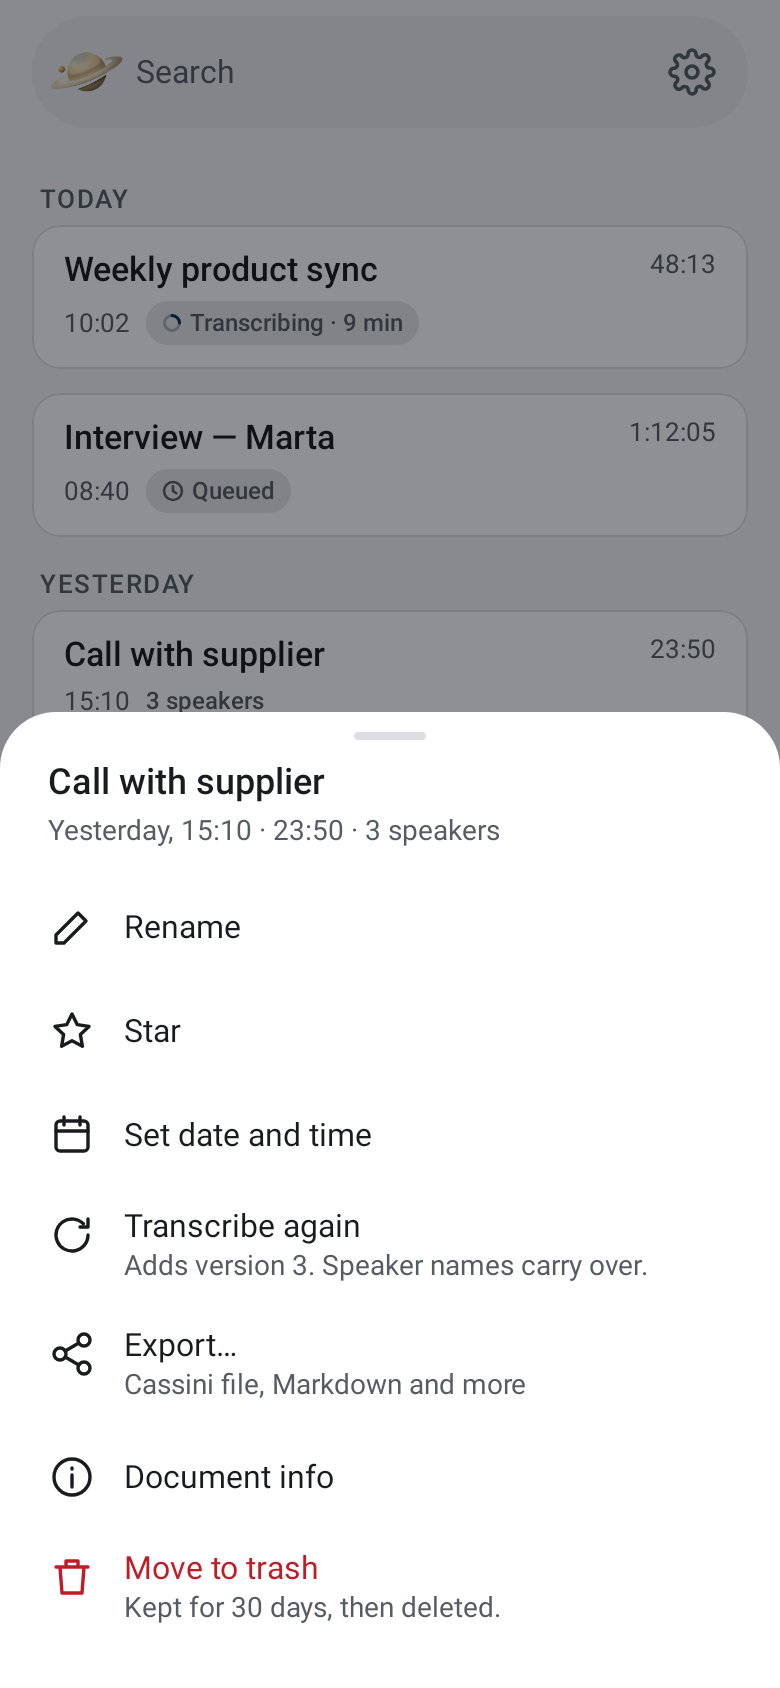 Search
TODAY
Weekly product sync
48:13
10:02 Transcribing · 9 min
Interview — Marta
1:12:05
08:40 Queued
YESTERDAY
Call with supplier
23:50
15:10 3 speakers
Call with supplier
Yesterday, 15:10 · 23:50 · 3 speakers
Rename
Star
Set date and time
Transcribe again
Adds version 3. Speaker names carry over.
Export…
Cassini file, Markdown and more
Document info
Move to trash
Kept for 30 days, then deleted.